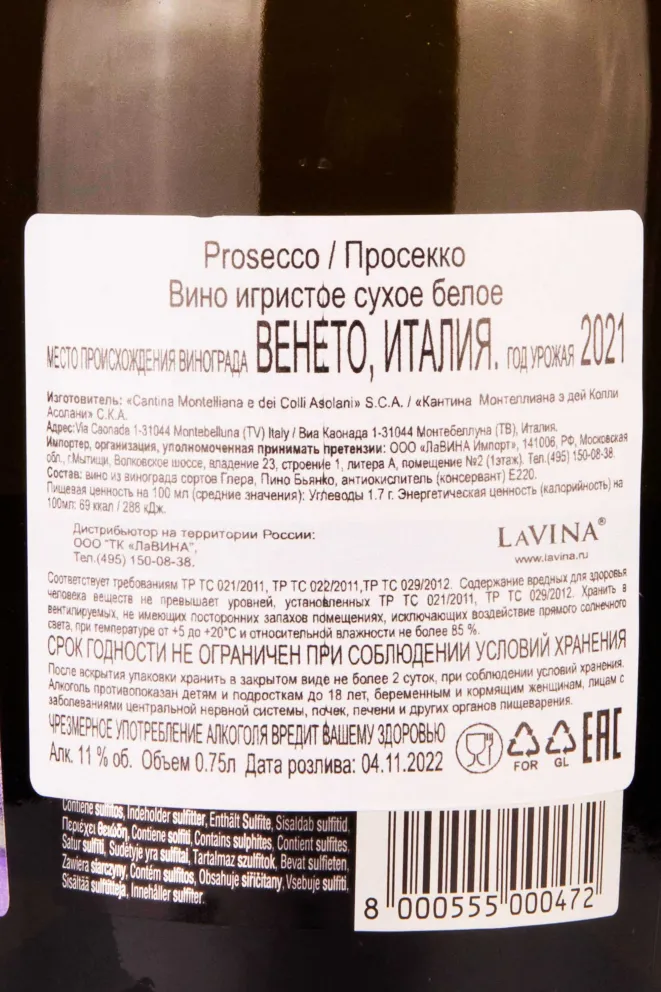 Prosecco / Просекко
Вино игристое сухое белое
МЕСТО ПРОИСХОЖДЕНИЯ ВИНОГРАДА ВЕНЕТО, ИТАЛИЯ. ГОД УРОЖАЯ 2021
Изготовитель: «Cantina Montelliana e dei Colli Asolani» S.C.A. / «Кантина Монтеллиана э дей Колли
Асолани» С.К.А.
Адрес:Via Caonada 1-31044 Montebelluna (TV) Italy / Виа Каонада 1-31044 Монтебеллуна (ТВ), Италия.
Импортер, организация, уполномоченная принимать претензии: ООО «ЛаВИНА Импорт», 141006, РФ, Московская
обл., г.Мытищи, Волковское шоссе, владение 23, строение 1, литера А, помещение №2 (1этаж). Тел.(495) 150-08-38.
Состав: вино из винограда сортов Глера, Пино Бьянко, антиокислитель (консервант) Е220.
Пищевая ценность на 100 мл (средние значения): Углеводы 1.7 г. Энергетическая ценность (калорийность) на
100мл: 69 ккал / 288 кДж.
Дистрибьютор на территории России:
ООО "ТК «ЛаВИНА",
Тел.(495) 150-08-38.
LAVINA®
www.lavina.ru
Соответствует требованиям ТР ТС 021/2011, ТР ТС 022/2011,ТР ТС 029/2012. Содержание вредных для здоровья
человека веществ не превышает уровней, установленных ТР ТС 021/2011, ТР ТС 029/2012. Хранить в
вентилируемых, не имеющих посторонних запахов помещениях, исключающих воздействие прямого солнечного
света, при температуре от +5 до +20°С и относительной влажности не более 85 %.
СРОК ГОДНОСТИ НЕ ОГРАНИЧЕН ПРИ СОБЛЮДЕНИИ УСЛОВИЙ ХРАНЕНИЯ
После вскрытия упаковки хранить в закрытом виде не более 2 суток, при соблюдении условий хранения.
Алкоголь противопоказан детям и подросткам до 18 лет, беременным и кормящим женщинам, лицам с
заболеваниями центральной нервной системы, почек, печени и других органов пищеварения.
ЧРЕЗМЕРНОЕ УПОТРЕБЛЕНИЕ АЛКОГОЛЯ ВРЕДИТ ВАШЕМУ ЗДОРОВЬЮ
Алк. 11 % об. Объем 0.75л Дата розлива: 04.11.2022
FOR GL EAC
Contiene sulfitos, Indeholder sulfitter, Enthält Sulfite, Sisaldab sulfitid,
Περιέχει θειώδη, Contiene solfiti, Contains sulphites, Contient sulfites,
Satur sulfīti, Sudėtyje yra sulfitai, Tartalmaz szulfitok, Bevat sulfieten,
Zawiera siarczyny, Contém sulfitos, Obsahuje siřičitany, Vsebuje sulfiti.
Sisältää sulfiitteja, Innehåller sulfiter.
8 000555 000472